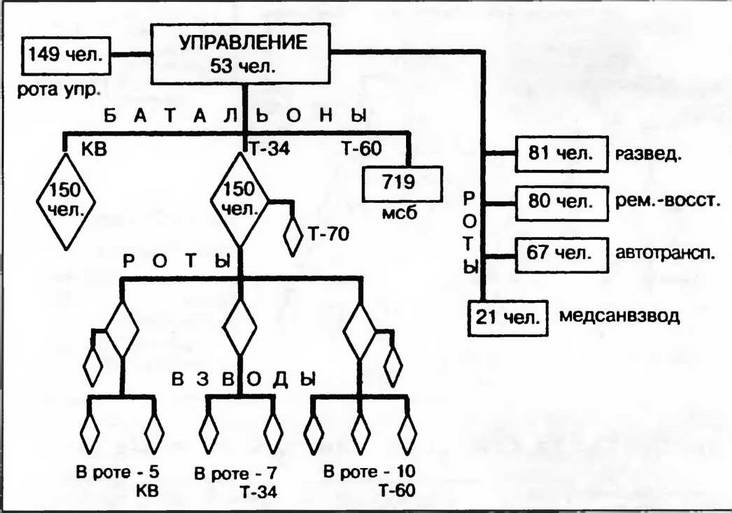 149 чел.
рота упр.
УПРАВЛЕНИЕ
53 чел.
БАТАЛЬОНЫ
КВ
Т-34
Т-60
150
чел.
150
чел.
719
мсб
Т-70
РОТЫ
81 чел. развед.
80 чел. рем.-восст.
67 чел. автотрансп.
21 чел. медсанвзвод
РОТЫ
ВЗВОДЫ
В роте - 5
КВ
В роте - 7
Т-34
В роте - 10
Т-60